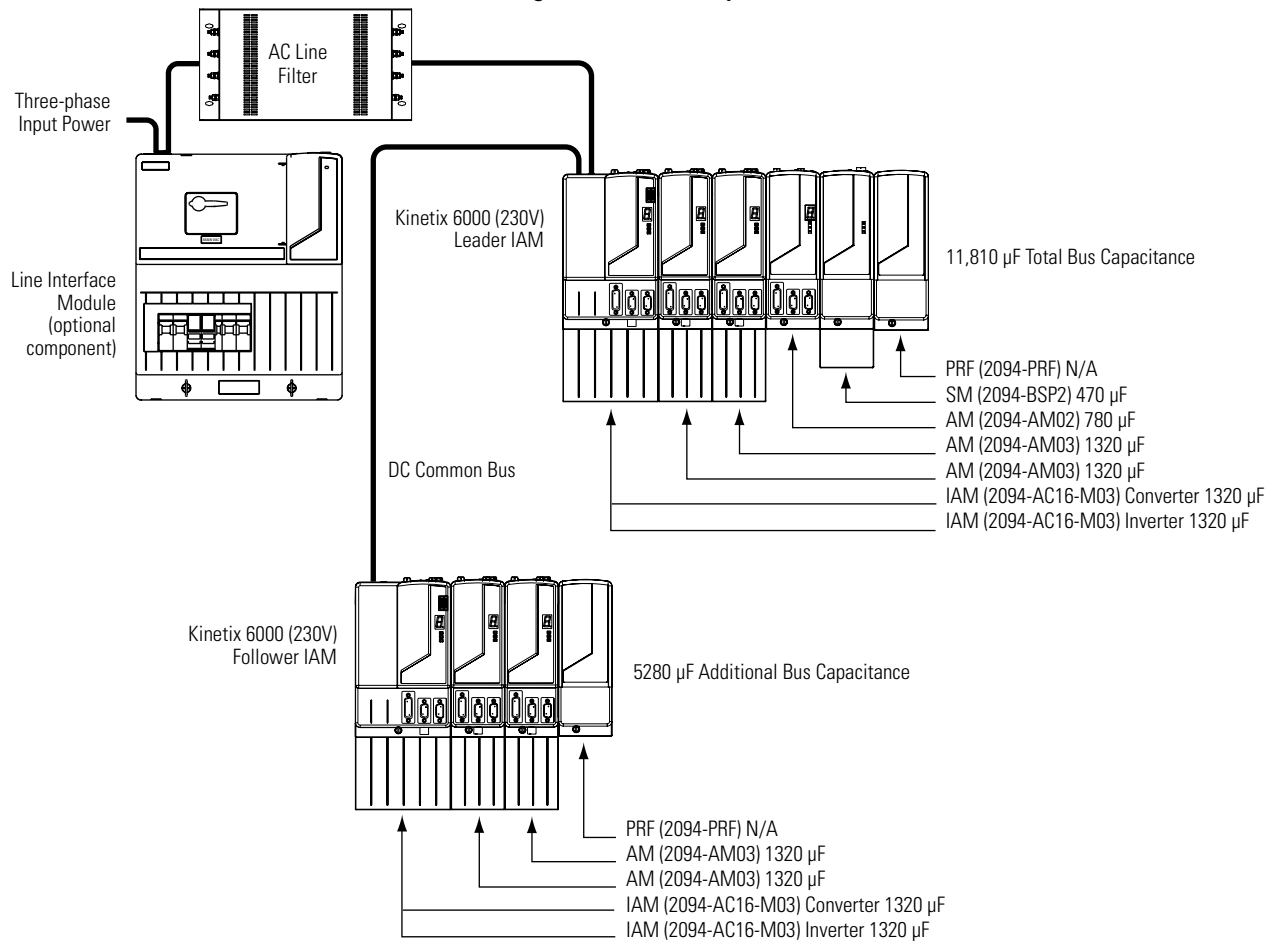 AC Line
Filter
Three-phase
Input Power
Kinetix 6000 (230V)
Leader IAM
11,810 µF Total Bus Capacitance
Line Interface
Module
(optional
component)
PRF (2094-PRF) N/A
SM (2094-BSP2) 470 µF
AM (2094-AM02) 780 µF
AM (2094-AM03) 1320 µF
AM (2094-AM03) 1320 µF
IAM (2094-AC16-M03) Converter 1320 µF
IAM (2094-AC16-M03) Inverter 1320 µF
DC Common Bus
Kinetix 6000 (230V)
Follower IAM
5280 µF Additional Bus Capacitance
PRF (2094-PRF) N/A
AM (2094-AM03) 1320 µF
AM (2094-AM03) 1320 µF
IAM (2094-AC16-M03) Converter 1320 µF
IAM (2094-AC16-M03) Inverter 1320 µF